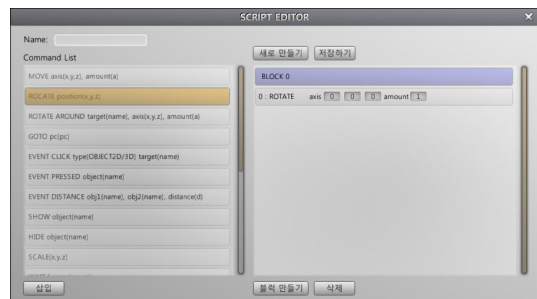 SCRIPT EDITOR
Name:
Command List
MOVE axis(x,y,z), amount(a)
ROCATE position(x,y,z)
ROTATE AROUND target(name), axis(x,y,z), amount(a)
GOTO pc(pc)
EVENT CLICK type(OBJECT2D/3D) target(name)
EVENT PRESSED object(name)
EVENT DISTANCE obj1(name), obj2(name), distance(d)
SHOW object(name)
HIDE object(name)
SCALE(x,y,z)
삽입
새로 만들기 저장하기
BLOCK 0
0 : ROTATE axis 0 0 0 amount 1
블럭 만들기 삭제